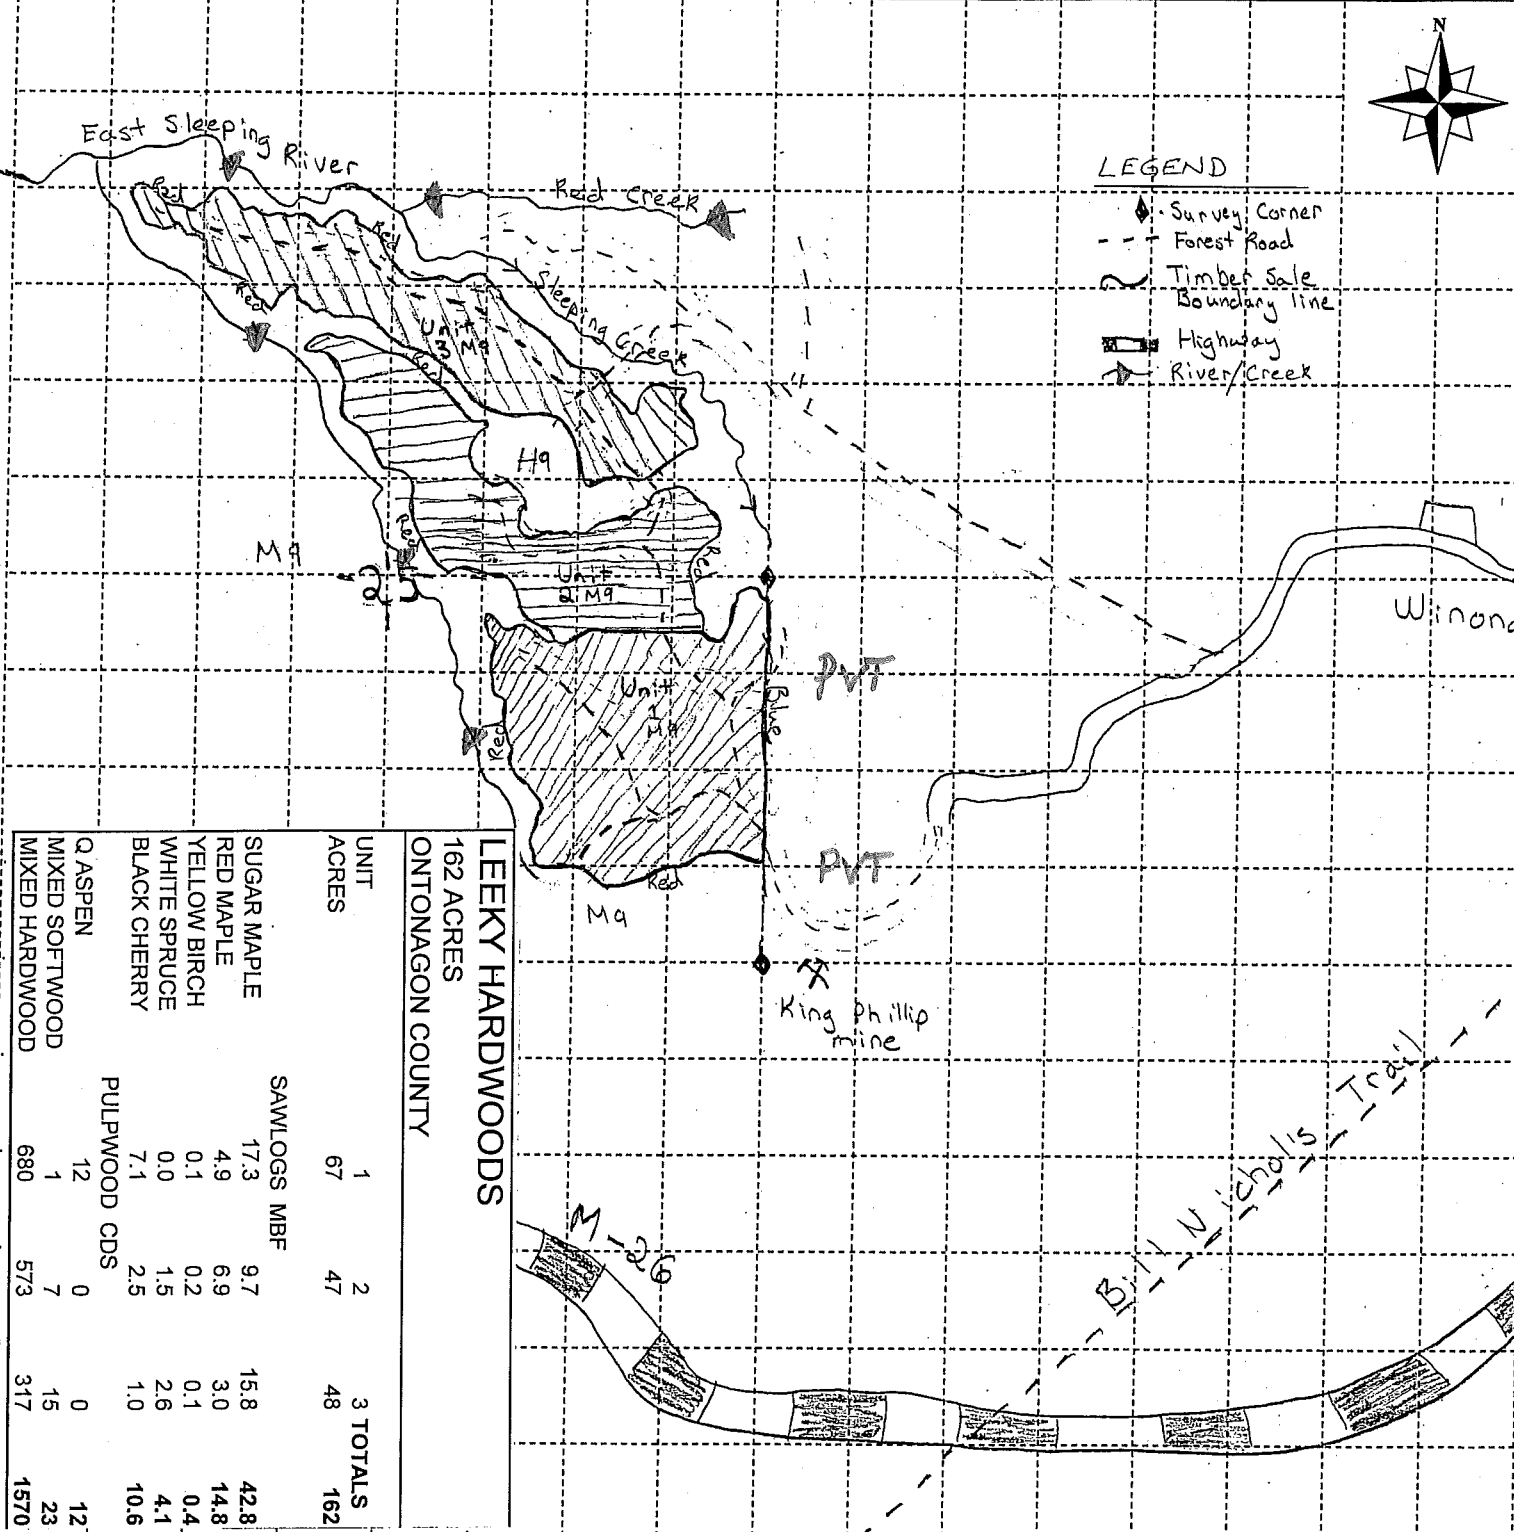 N
East Sleeping River
Red Creek
LEGEND
Survey Corner
Forest Road
Timber Sale
Boundary line
Highway
River/Creek
Red
Red
Red
Sleeping Creek
Unit
3 M9
Red
H9
M9
Red
Red
Unit
2 M9
Winona
PVT
Unit
1
M9
Blue
Red
PVT
Red
M9
King Phillip
mine
Bill Nicholls Trail
M-26
LEEKY HARDWOODS
162 ACRES
ONTONAGON COUNTY
UNIT 1 2 3 TOTALS
ACRES 67 47 48 162
SAWLOGS MBF
SUGAR MAPLE 17.3 9.7 15.8 42.8
RED MAPLE 4.9 6.9 3.0 14.8
YELLOW BIRCH 0.1 0.2 0.1 0.4
WHITE SPRUCE 0.0 1.5 2.6 4.1
BLACK CHERRY 7.1 2.5 1.0 10.6
PULPWOOD CDS
Q ASPEN 12 0 0 12
MIXED SOFTWOOD 1 7 15 23
MIXED HARDWOOD 680 573 317 1570